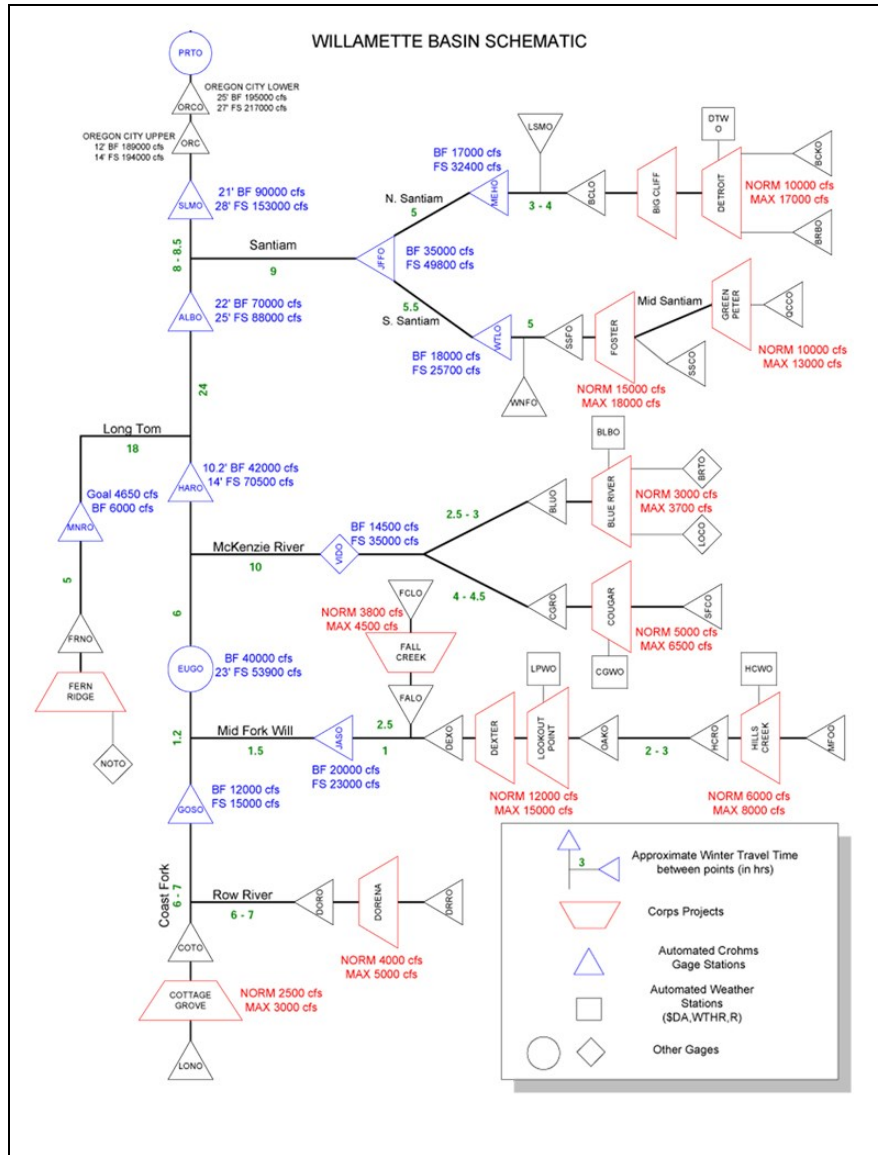 WILLAMETTE BASIN SCHEMATIC
PRTO
OREGON CITY LOWER
25' BF 195000 cfs
27' FS 217000 cfs
ORCO
OREGON CITY UPPER
12' BF 189000 cfs
14' FS 194000 cfs
ORC
SLMO
21' BF 90000 cfs
28' FS 153000 cfs
8 - 8.5
Santiam
9
JFFO
BF 35000 cfs
FS 49800 cfs
N. Santiam
5
BF 17000 cfs
FS 32400 cfs
MEHO
3 - 4
LSMO
BCLO
BIG CLIFF
DETROIT
DTW
O
BCKO
BRBO
NORM 10000 cfs
MAX 17000 cfs
5.5
S. Santiam
WTLO
BF 18000 cfs
FS 25700 cfs
5
WNFO
SSFO
FOSTER
NORM 15000 cfs
MAX 18000 cfs
Mid Santiam
SSCO
GREEN
PETER
QCCO
NORM 10000 cfs
MAX 13000 cfs
ALBO
22' BF 70000 cfs
25' FS 88000 cfs
24
Long Tom
18
Goal 4650 cfs
BF 6000 cfs
MNRO
5
FRNO
FERN
RIDGE
NOTO
HARO
10.2' BF 42000 cfs
14' FS 70500 cfs
McKenzie River
10
VIDO
BF 14500 cfs
FS 35000 cfs
2.5 - 3
BLUO
BLUE RIVER
BLBO
BRTO
LOCO
NORM 3000 cfs
MAX 3700 cfs
4 - 4.5
CGRO
COUGAR
CGWO
SFCO
NORM 5000 cfs
MAX 6500 cfs
6
EUGO
BF 40000 cfs
23' FS 53900 cfs
FCLO
NORM 3800 cfs
MAX 4500 cfs
FALL
CREEK
FALO
1.2
Mid Fork Will
1.5
JASO
BF 20000 cfs
FS 23000 cfs
2.5
1
DEXO
DEXTER
LOOKOUT
POINT
LPWO
NORM 12000 cfs
MAX 15000 cfs
OAKO
2 - 3
HCRO
HILLS
CREEK
HCWO
MFOO
NORM 6000 cfs
MAX 8000 cfs
GOSO
BF 12000 cfs
FS 15000 cfs
Coast Fork
6 - 7
Row River
6 - 7
DORO
DORENA
DRRO
NORM 4000 cfs
MAX 5000 cfs
COTO
COTTAGE
GROVE
NORM 2500 cfs
MAX 3000 cfs
LONO
3
Approximate Winter Travel Time
between points (in hrs)
Corps Projects
Automated Crohms
Gage Stations
Automated Weather
Stations
($DA,WTHR,R)
Other Gages